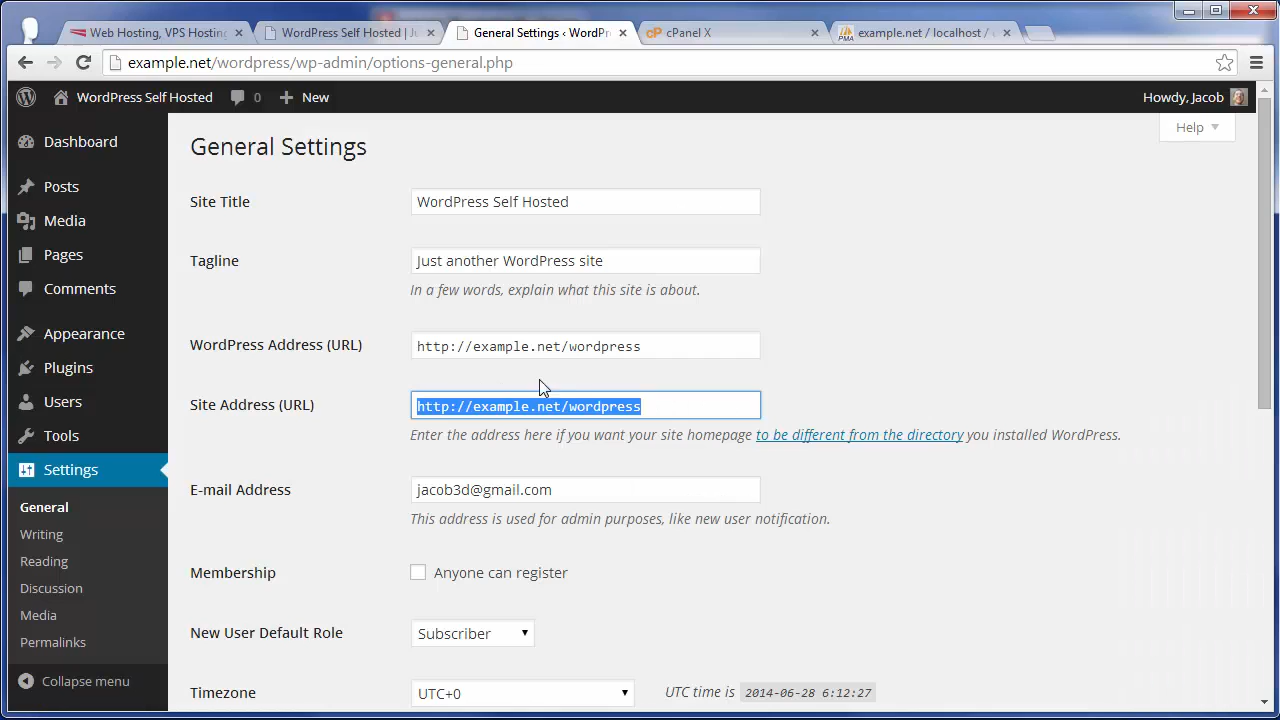 Web Hosting, VPS Hosting
WordPress Self Hosted | Ju
General Settings ‹ WordPr
cP cPanel X
PMA example.net / localhost /
example.net/wordpress/wp-admin/options-general.php
WordPress Self Hosted 0 New Howdy, Jacob
Help
Dashboard
Posts
Media
Pages
Comments
Appearance
Plugins
Users
Tools
Settings
General
Writing
Reading
Discussion
Media
Permalinks
Collapse menu
General Settings
Site Title WordPress Self Hosted
Tagline Just another WordPress site
In a few words, explain what this site is about.
WordPress Address (URL) http://example.net/wordpress
Site Address (URL) http://example.net/wordpress
Enter the address here if you want your site homepage to be different from the directory you installed WordPress.
E-mail Address jacob3d@gmail.com
This address is used for admin purposes, like new user notification.
Membership Anyone can register
New User Default Role Subscriber
Timezone UTC+0 UTC time is 2014-06-28 6:12:27